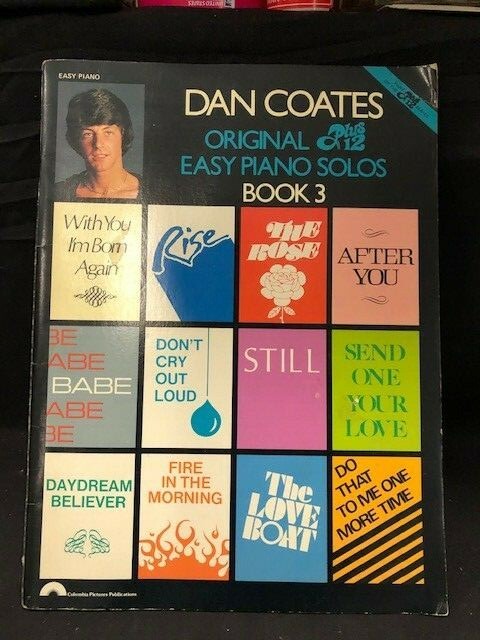 UNITED STATES
EASY PIANO
DAN COATES
ORIGINAL Plus 12
EASY PIANO SOLOS
BOOK 3
With You
I'm Born
Again
Rise
THE
ROSE
AFTER
YOU
BE
ABE
BABE
ABE
BE
DON'T
CRY
OUT
LOUD
STILL
SEND
ONE
YOUR
LOVE
DAYDREAM
BELIEVER
FIRE
IN THE
MORNING
The
LOVE
BOAT
DO
THAT
TO ME ONE
MORE TIME
Columbia Pictures Publications